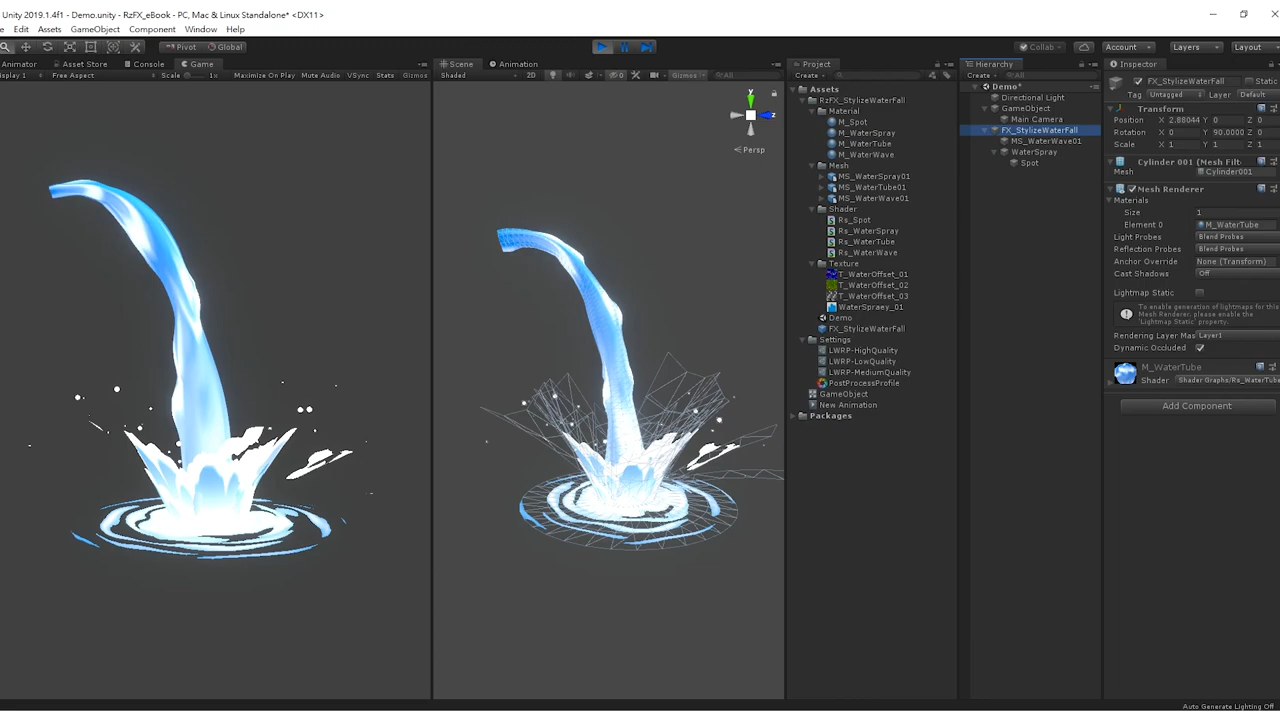 Unity 2019.1.4f1 - Demo.unity - RzFX_eBook - PC, Mac & Linux Standalone* <DX11>
Edit Assets GameObject Component Window Help
Pivot Global
Collab Account Layers Layout
Animator Asset Store Console Game
Display 1 Free Aspect Scale 1x Maximize On Play Mute Audio VSync Stats Gizmos
Scene Animation
Shaded 2D 0 Gizmos All
y
z
Persp
Project
Create
Assets
RzFX_StylizeWaterFall
Material
M_Spot
M_WaterSpray
M_WaterTube
M_WaterWave
Mesh
MS_WaterSpray01
MS_WaterTube01
MS_WaterWave01
Shader
Rs_Spot
Rs_WaterSpray
Rs_WaterTube
Rs_WaterWave
Texture
T_WaterOffset_01
T_WaterOffset_02
T_WaterOffset_03
WaterSpraey_01
Demo
FX_StylizeWaterFall
Settings
LWRP-HighQuality
LWRP-LowQuality
LWRP-MediumQuality
PostProcessProfile
GameObject
New Animation
Packages
Hierarchy
Create All
Demo*
Directional Light
GameObject
Main Camera
FX_StylizeWaterFall
MS_WaterWave01
WaterSpray
Spot
Inspector
FX_StylizeWaterFall Static
Tag Untagged Layer Default
Transform
Position X 2.88044 Y 0 Z 0
Rotation X 0 Y 90.0000 Z 0
Scale X 1 Y 1 Z 1
Cylinder 001 (Mesh Filt
Mesh Cylinder001
Mesh Renderer
Materials
Size 1
Element 0 M_WaterTube
Light Probes Blend Probes
Reflection Probes Blend Probes
Anchor Override None (Transform)
Cast Shadows Off
Lightmap Static
To enable generation of lightmaps for this
Mesh Renderer, please enable the
'Lightmap Static' property.
Rendering Layer Mas Layer1
Dynamic Occluded
M_WaterTube
Shader Shader Graphs/Rs_WaterTube
Add Component
Auto Generate Lighting Off